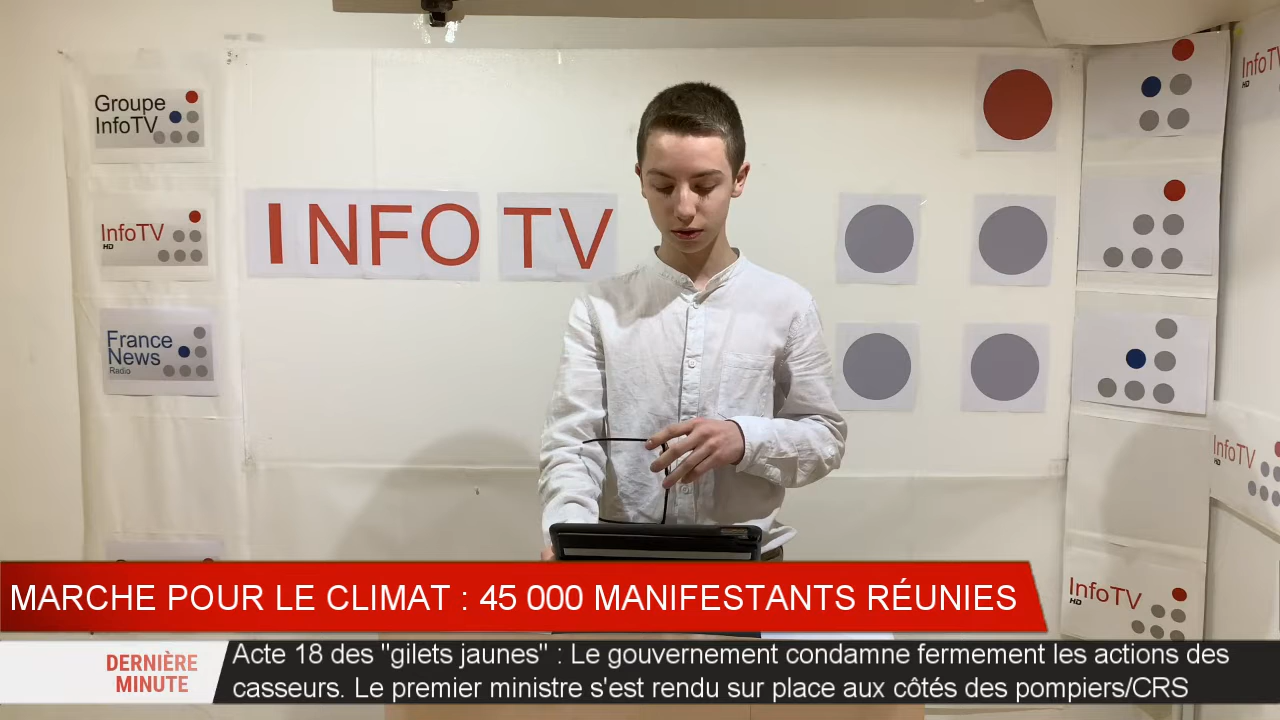 Groupe
InfoTV
InfoTV
HD
France
News
Radio
INFO TV
InfoTV
HD
InfoTV
HD
InfoTV
HD
MARCHE POUR LE CLIMAT : 45 000 MANIFESTANTS RÉUNIES
DERNIÈRE
MINUTE
Acte 18 des "gilets jaunes" : Le gouvernement condamne fermement les actions des
casseurs. Le premier ministre s'est rendu sur place aux côtés des pompiers/CRS